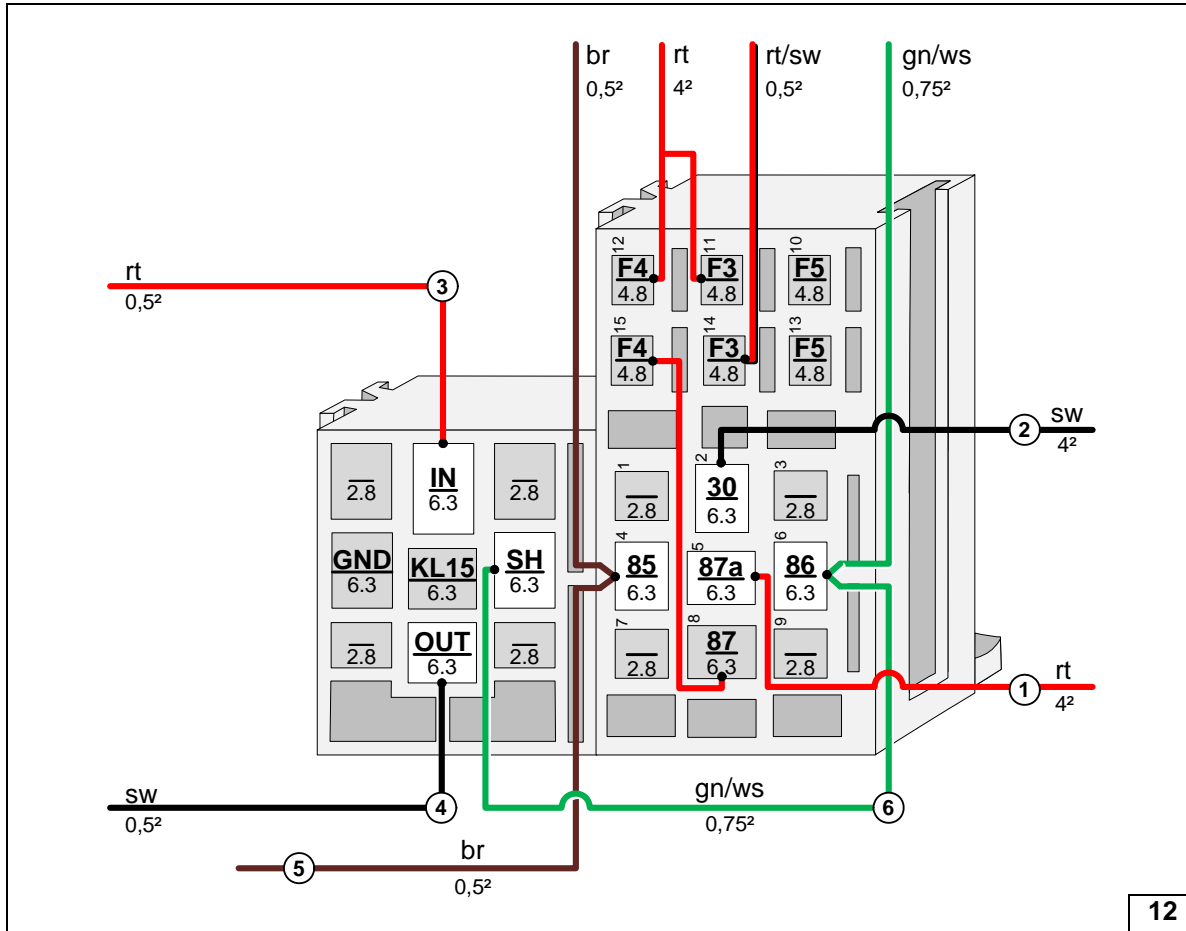 br
0,5²
rt
4²
rt/sw
0,5²
gn/ws
0,75²
12
F4
4.8
11
F3
4.8
10
F5
4.8
15
F4
4.8
14
F3
4.8
13
F5
4.8
rt
0,5²
3
2
sw
4²
2.8
IN
6.3
2.8
1
2.8
2
30
6.3
3
2.8
GND
6.3
KL15
6.3
SH
6.3
4
85
6.3
5
87a
6.3
6
86
6.3
2.8
OUT
6.3
2.8
7
2.8
8
87
6.3
9
2.8
1
rt
4²
sw
0,5²
4
gn/ws
0,75²
6
5
br
0,5²
12